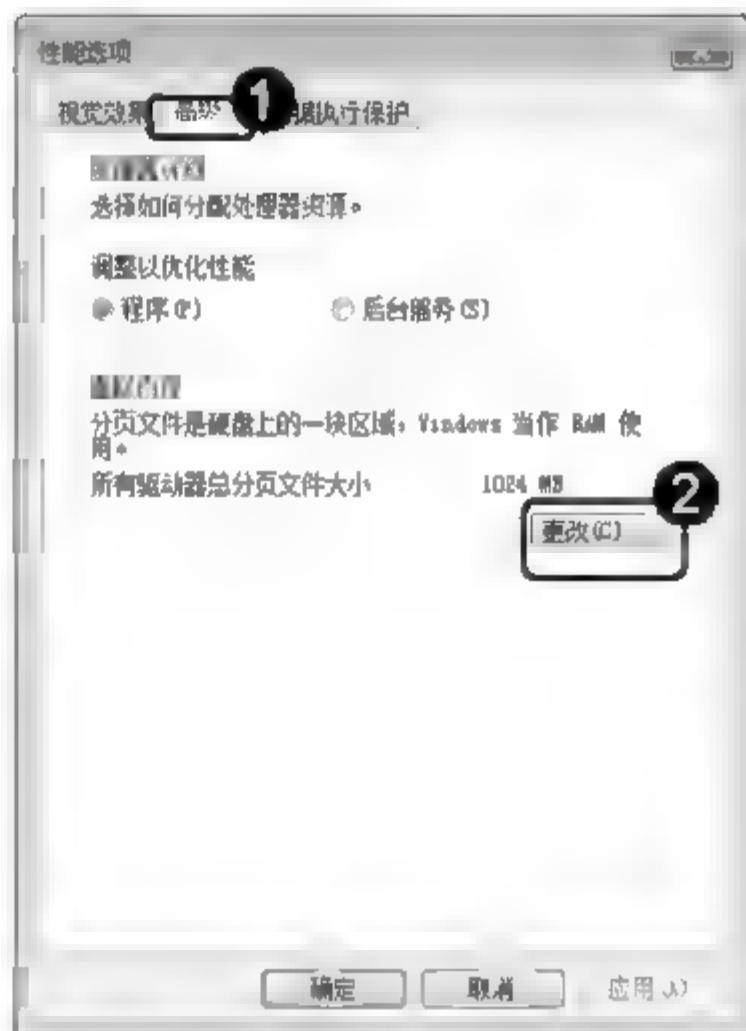 性能选项
视觉效果 高级 1 执行保护
选择如何分配处理器资源。
调整以优化性能
程序(P) 后台服务(S)
分页文件是硬盘上的一块区域，Windows 当作 RAM 使
用。
所有驱动器总分页文件大小 1024 MB
2
更改(C)
确定 取消 应用(A)